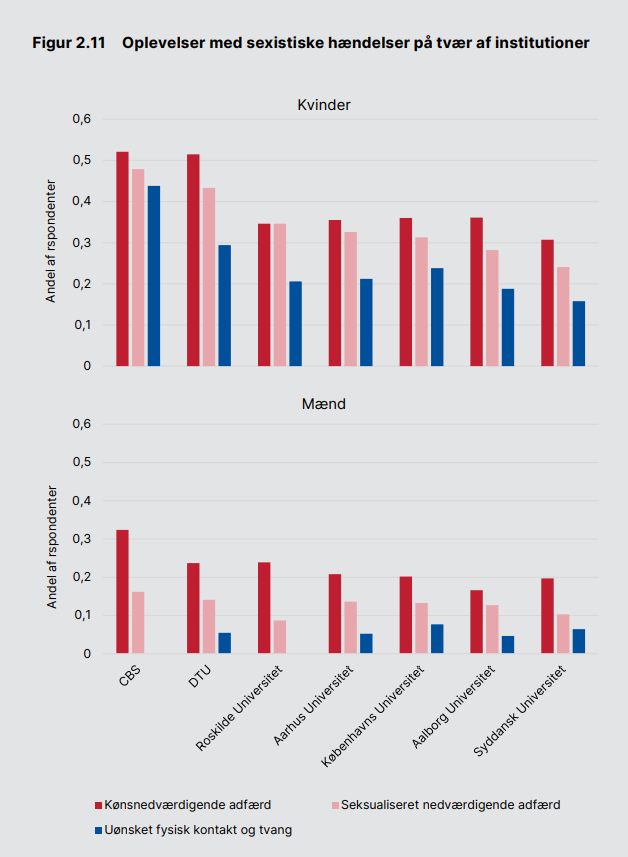 Figur 2.11 Oplevelser med sexistiske hændelser på tvær af institutioner
Kvinder
Andel af rspondenter
0,6
0,5
0,4
0,3
0,2
0,1
0
Mænd
Andel af rspondenter
0,6
0,5
0,4
0,3
0,2
0,1
0
CBS
DTU
Roskilde Universitet
Aarhus Universitet
Københavns Universitet
Aalborg Universitet
Syddansk Universitet
Kønsnedværdigende adfærd
Seksualiseret nedværdigende adfærd
Uønsket fysisk kontakt og tvang